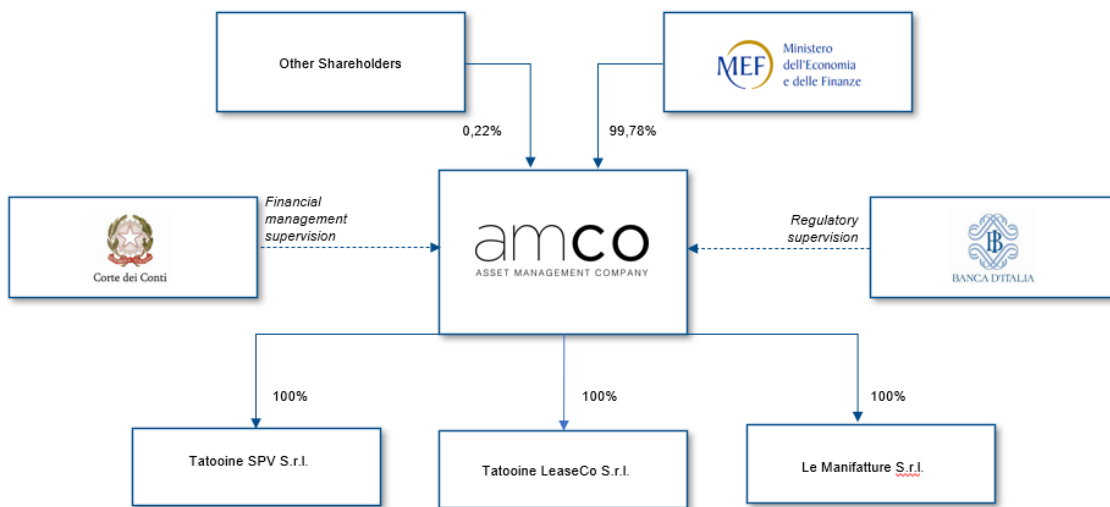 Other Shareholders
MEF
Ministero
dell'Economia
e delle Finanze
0,22%
99,78%
Corte dei Conti
Financial
management
supervision
amco
ASSET MANAGEMENT COMPANY
Regulatory
supervision
BI
BANCA D'ITALIA
100%
100%
100%
Tatooine SPV S.r.l.
Tatooine LeaseCo S.r.l.
Le Manifatture S.r.l.